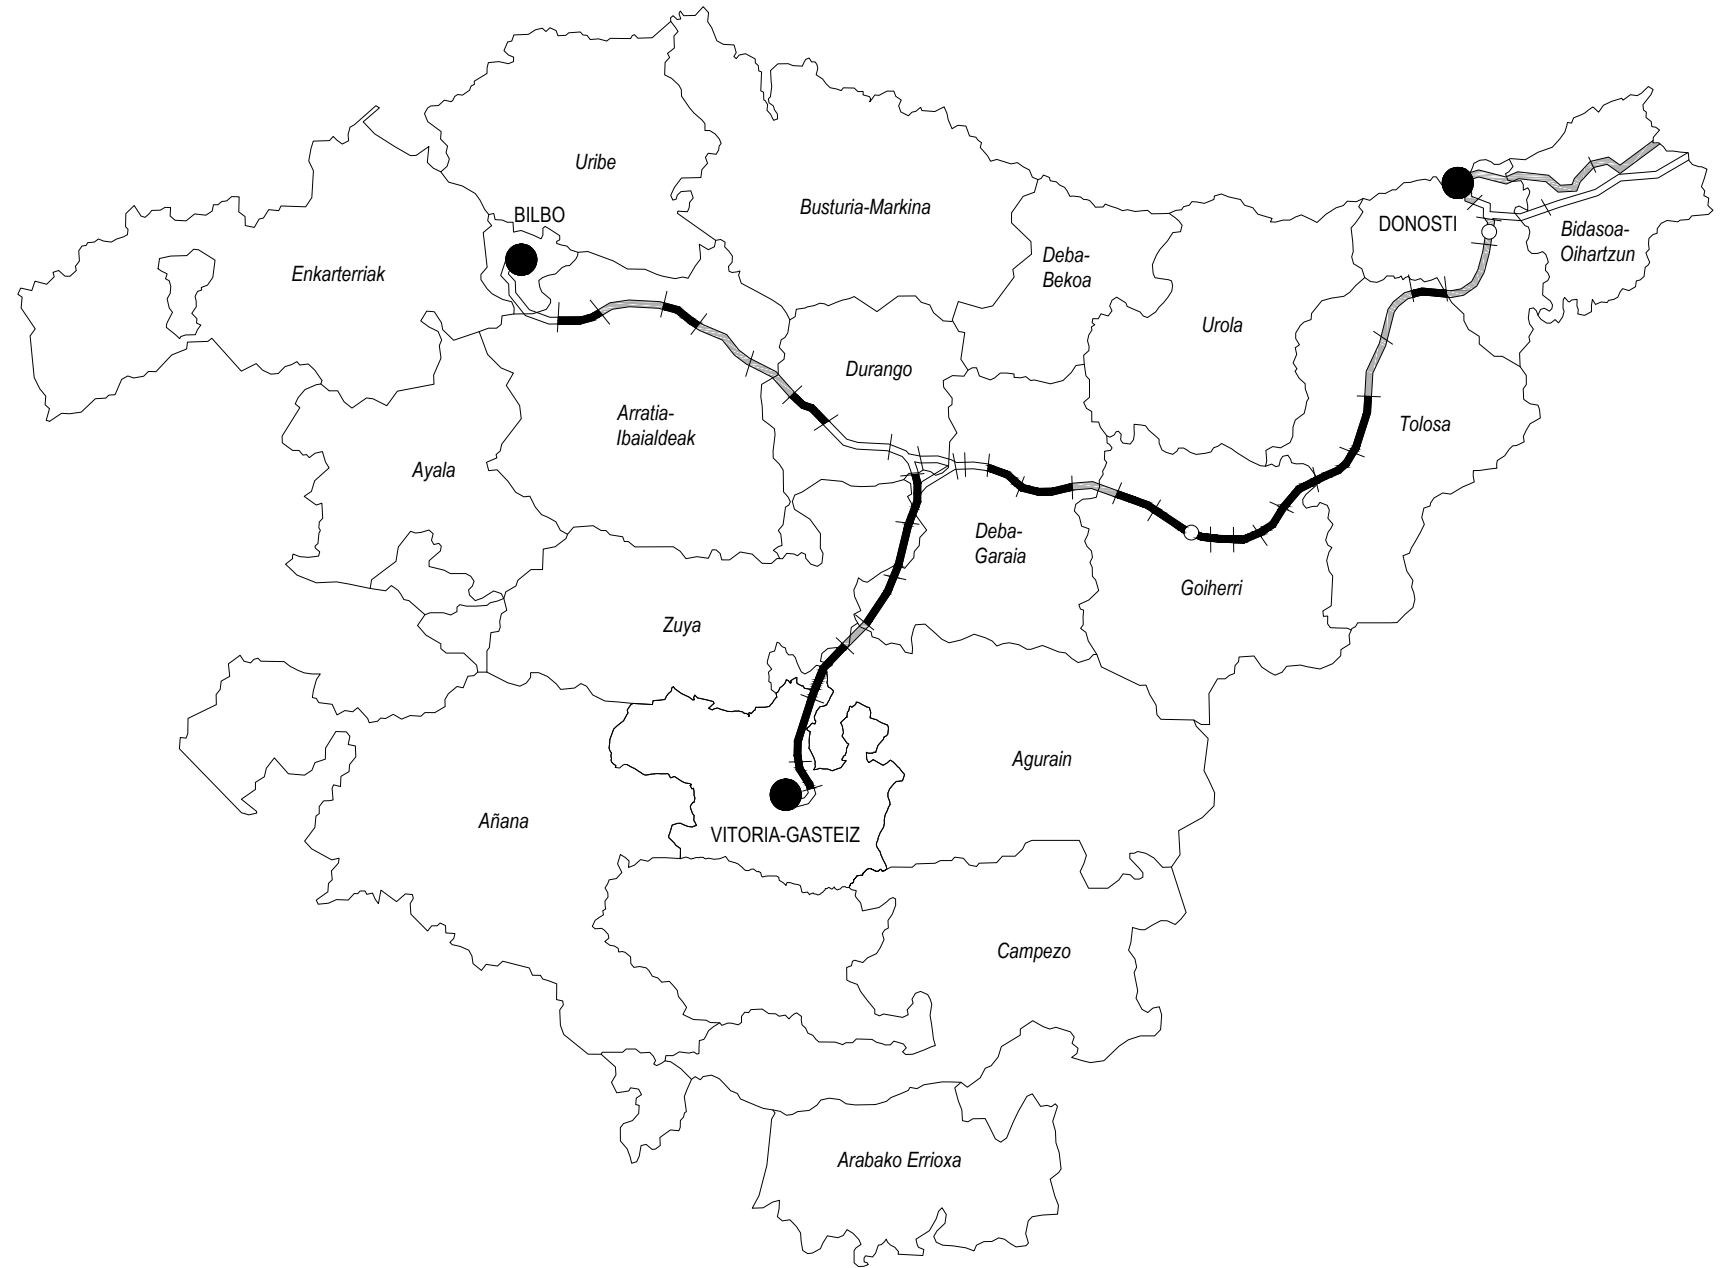 Uribe
BILBO
Busturia-Markina
DONOSTI
Bidasoa-
Oihartzun
Enkarterriak
Deba-
Bekoa
Urola
Durango
Arratia-
Ibaialdeak
Tolosa
Ayala
Deba-
Garaia
Goiherri
Zuya
Agurain
Añana
VITORIA-GASTEIZ
Campezo
Arabako Errioxa